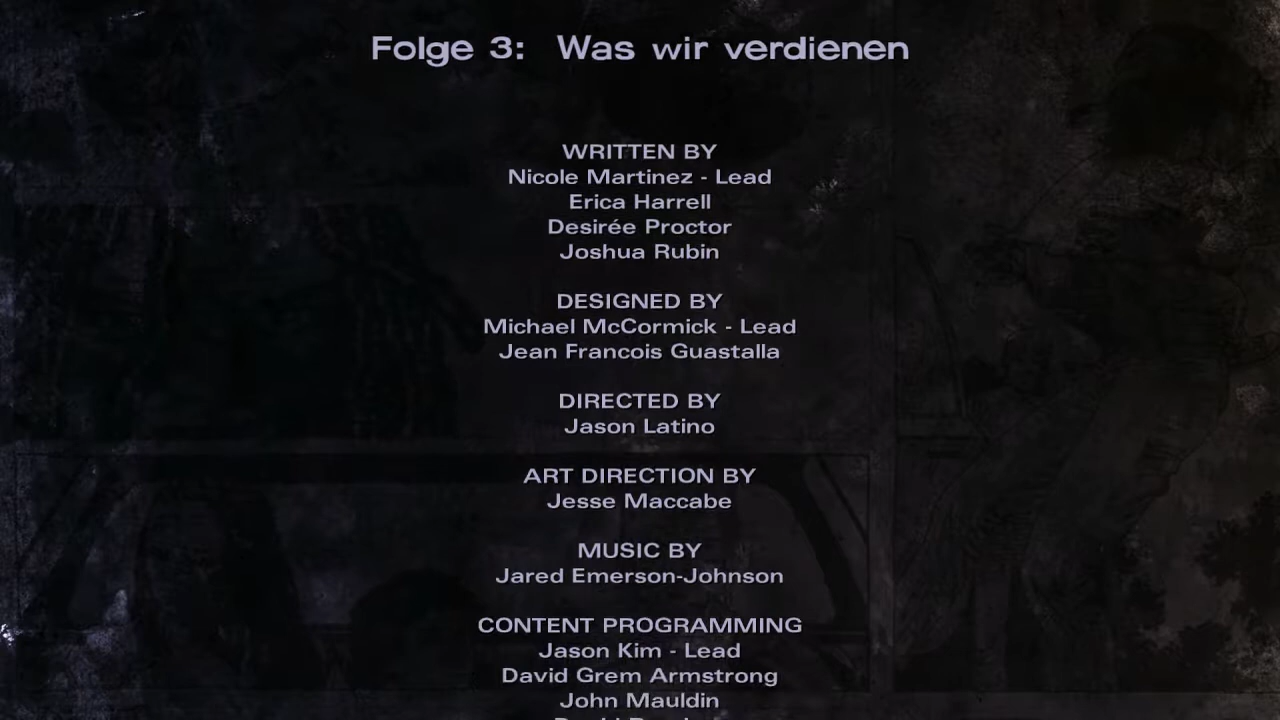 Folge 3: Was wir verdienen
WRITTEN BY
Nicole Martinez - Lead
Erica Harrell
Desirée Proctor
Joshua Rubin
DESIGNED BY
Michael McCormick - Lead
Jean Francois Guastalla
DIRECTED BY
Jason Latino
ART DIRECTION BY
Jesse Maccabe
MUSIC BY
Jared Emerson-Johnson
CONTENT PROGRAMMING
Jason Kim - Lead
David Grem Armstrong
John Mauldin